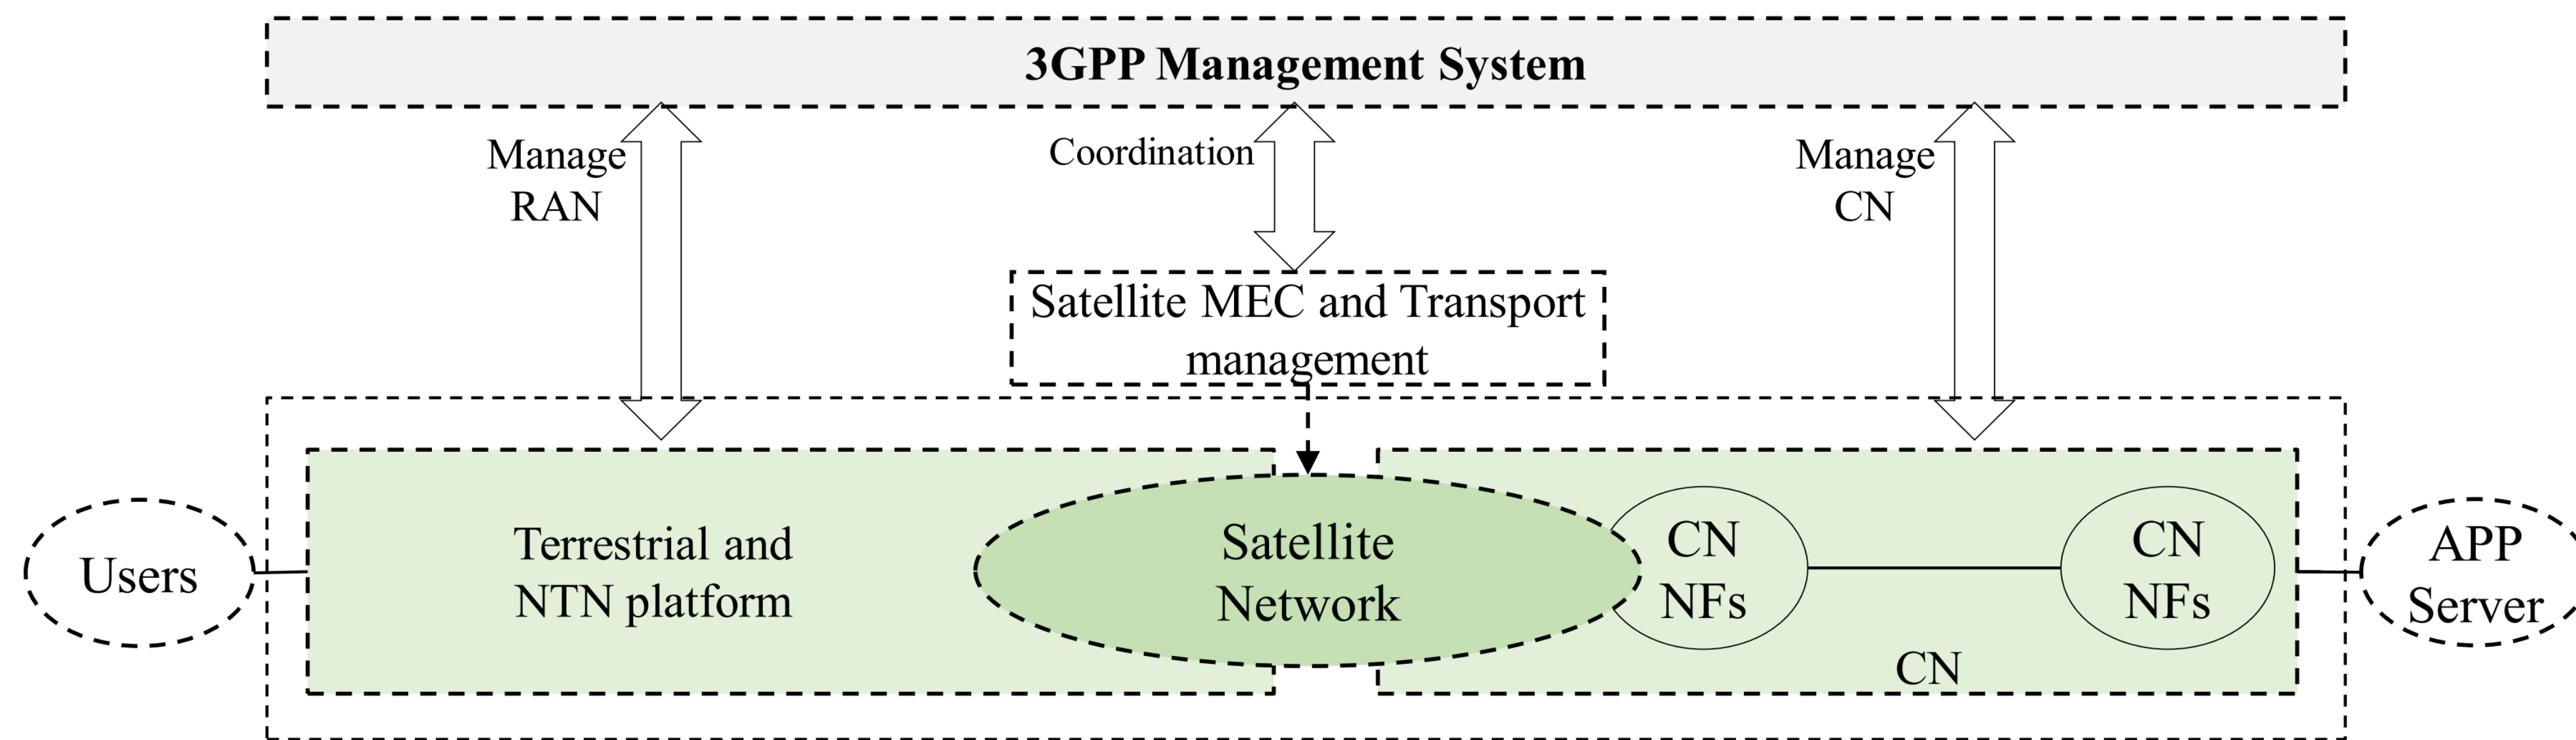 3GPP Management System
Manage
RAN
Coordination
Manage
CN
Satellite MEC and Transport
management
Users
Terrestrial and
NTN platform
Satellite
Network
CN
NFs
CN
NFs
CN
APP
Server